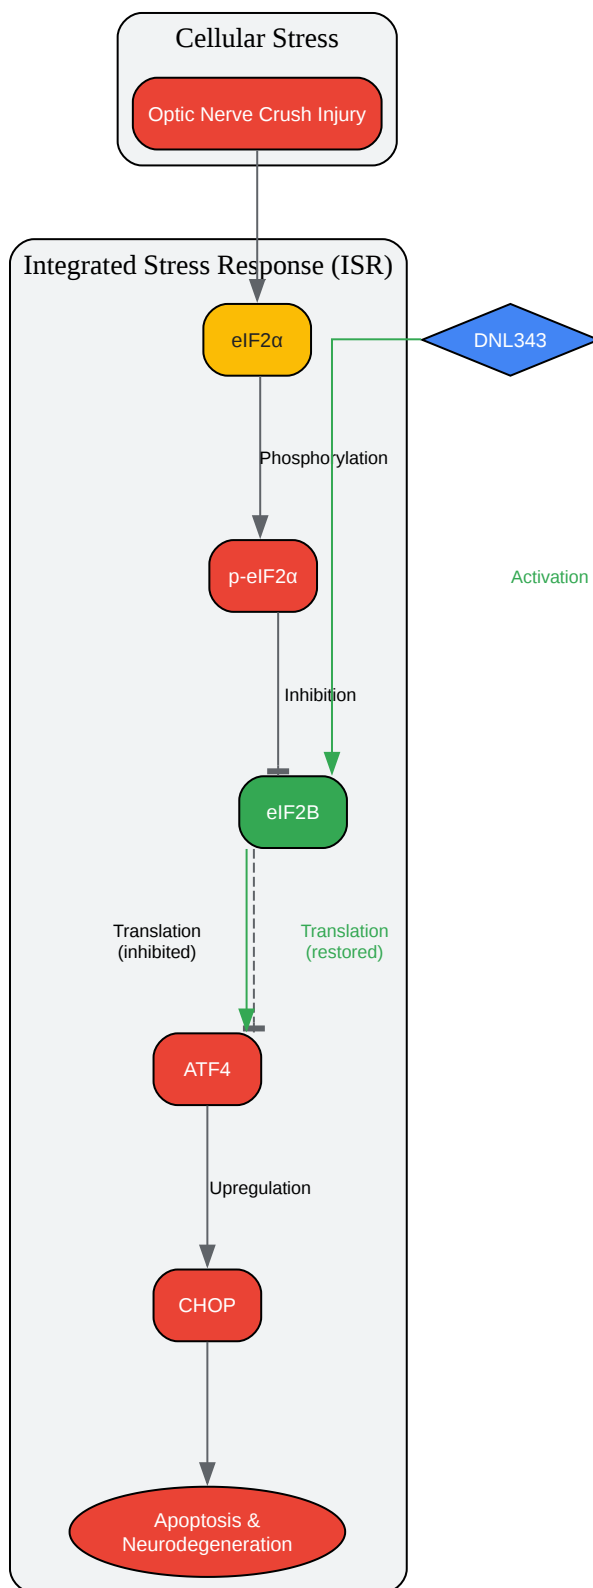 Cellular Stress
Optic Nerve Crush Injury
Integrated Stress Response (ISR)
eIF2α
DNL343
Phosphorylation
p-eIF2α
Activation
Inhibition
eIF2B
Translation
(inhibited)
Translation
(restored)
ATF4
Upregulation
CHOP
Apoptosis &
Neurodegeneration